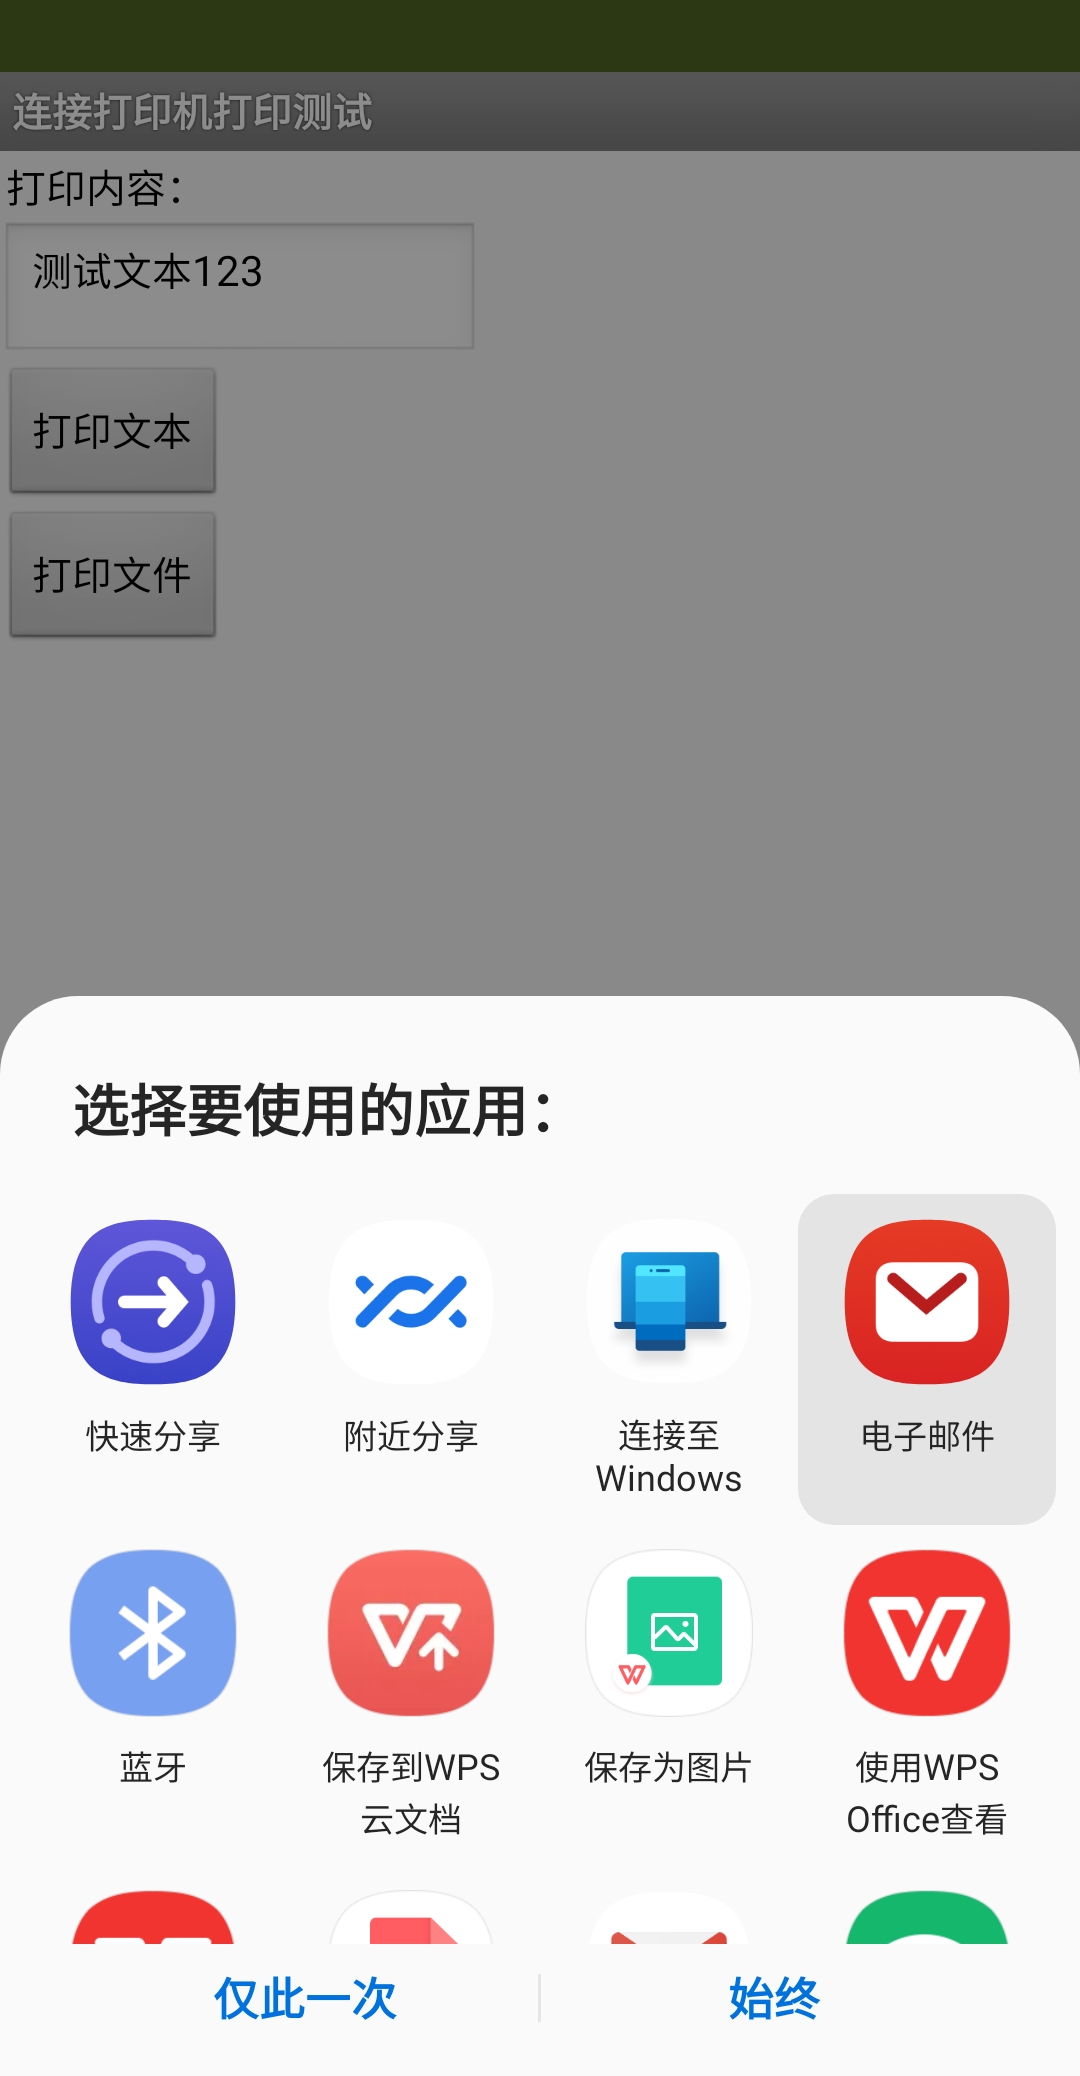 连接打印机打印测试
打印内容：
测试文本123
打印文本
打印文件
选择要使用的应用：
快速分享
附近分享
连接至
Windows
电子邮件
蓝牙
保存到WPS
云文档
保存为图片
使用WPS
Office查看
仅此一次
始终